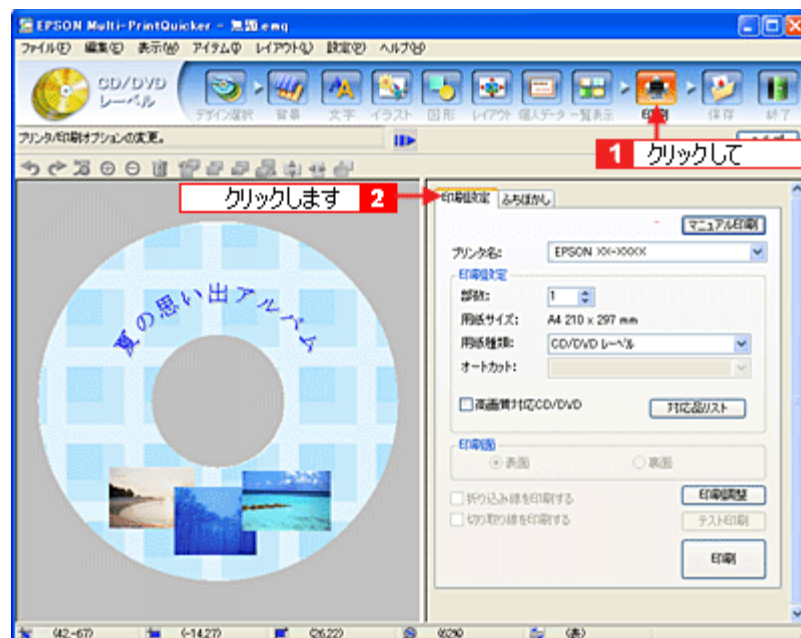 EPSON Multi-PrintQuicker - 無題.emq
ファイル(F) 編集(E) 表示(W) アイテム(I) レイアウト(L) 設定(P) ヘルプ(H)
CD/DVD
レーベル
デザイン選択 背景 文字 イラスト 図形 レイアウト 個人データ 一覧表示 印刷 保存 終了
プリンタ/印刷オプションの変更。
1 クリックして
クリックします 2
印刷設定 ふちぼかし
マニュアル印刷
プリンタ名: EPSON XX-XXXX
印刷設定
部数: 1
用紙サイズ: A4 210 x 297 mm
用紙種類: CD/DVD レーベル
オートカット:
高画質対応CD/DVD 対応品リスト
印刷面
表面 裏面
折り込み線を印刷する 印刷調整
切り取り線を印刷する テスト印刷
印刷
夏の思い出アルバム
(42,-67) (-14,27) (26,22) (62%) (表)